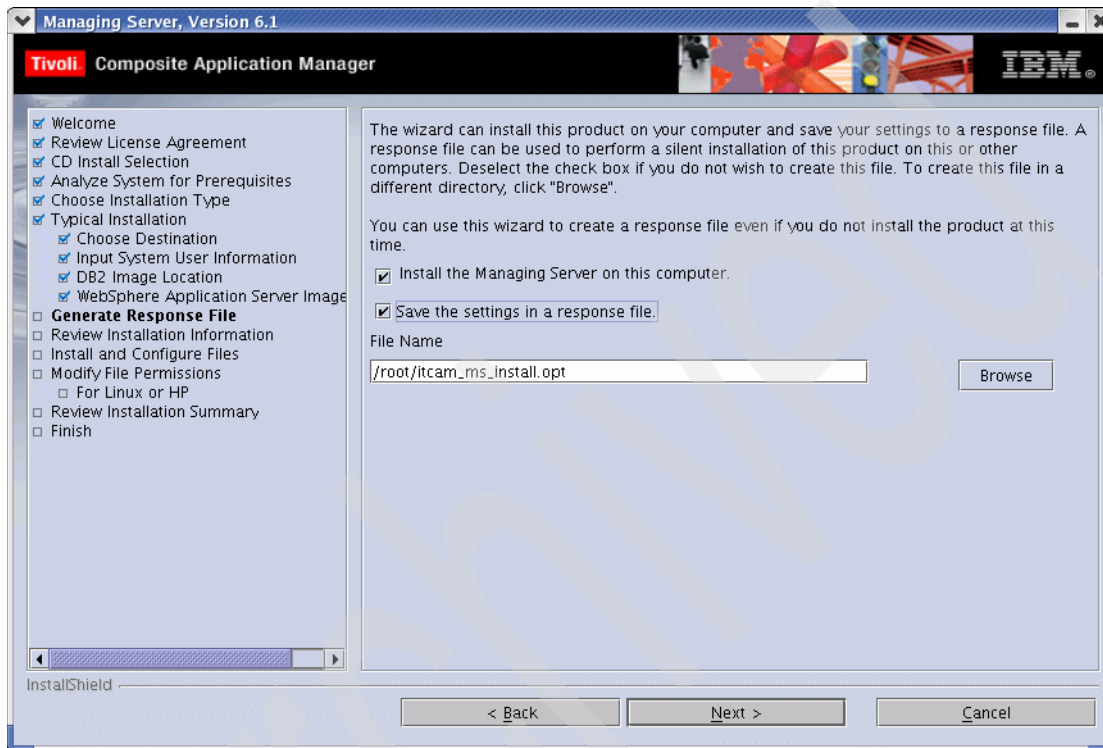 Managing Server, Version 6.1
Tivoli. Composite Application Manager
IBM®
Welcome
Review License Agreement
CD Install Selection
Analyze System for Prerequisites
Choose Installation Type
Typical Installation
Choose Destination
Input System User Information
DB2 Image Location
WebSphere Application Server Image
Generate Response File
Review Installation Information
Install and Configure Files
Modify File Permissions
For Linux or HP
Review Installation Summary
Finish
The wizard can install this product on your computer and save your settings to a response file. A
response file can be used to perform a silent installation of this product on this or other
computers. Deselect the check box if you do not wish to create this file. To create this file in a
different directory, click "Browse".
You can use this wizard to create a response file even if you do not install the product at this
time.
Install the Managing Server on this computer.
Save the settings in a response file.
File Name
/root/itcam_ms_install.opt
Browse
InstallShield
< Back
Next >
Cancel